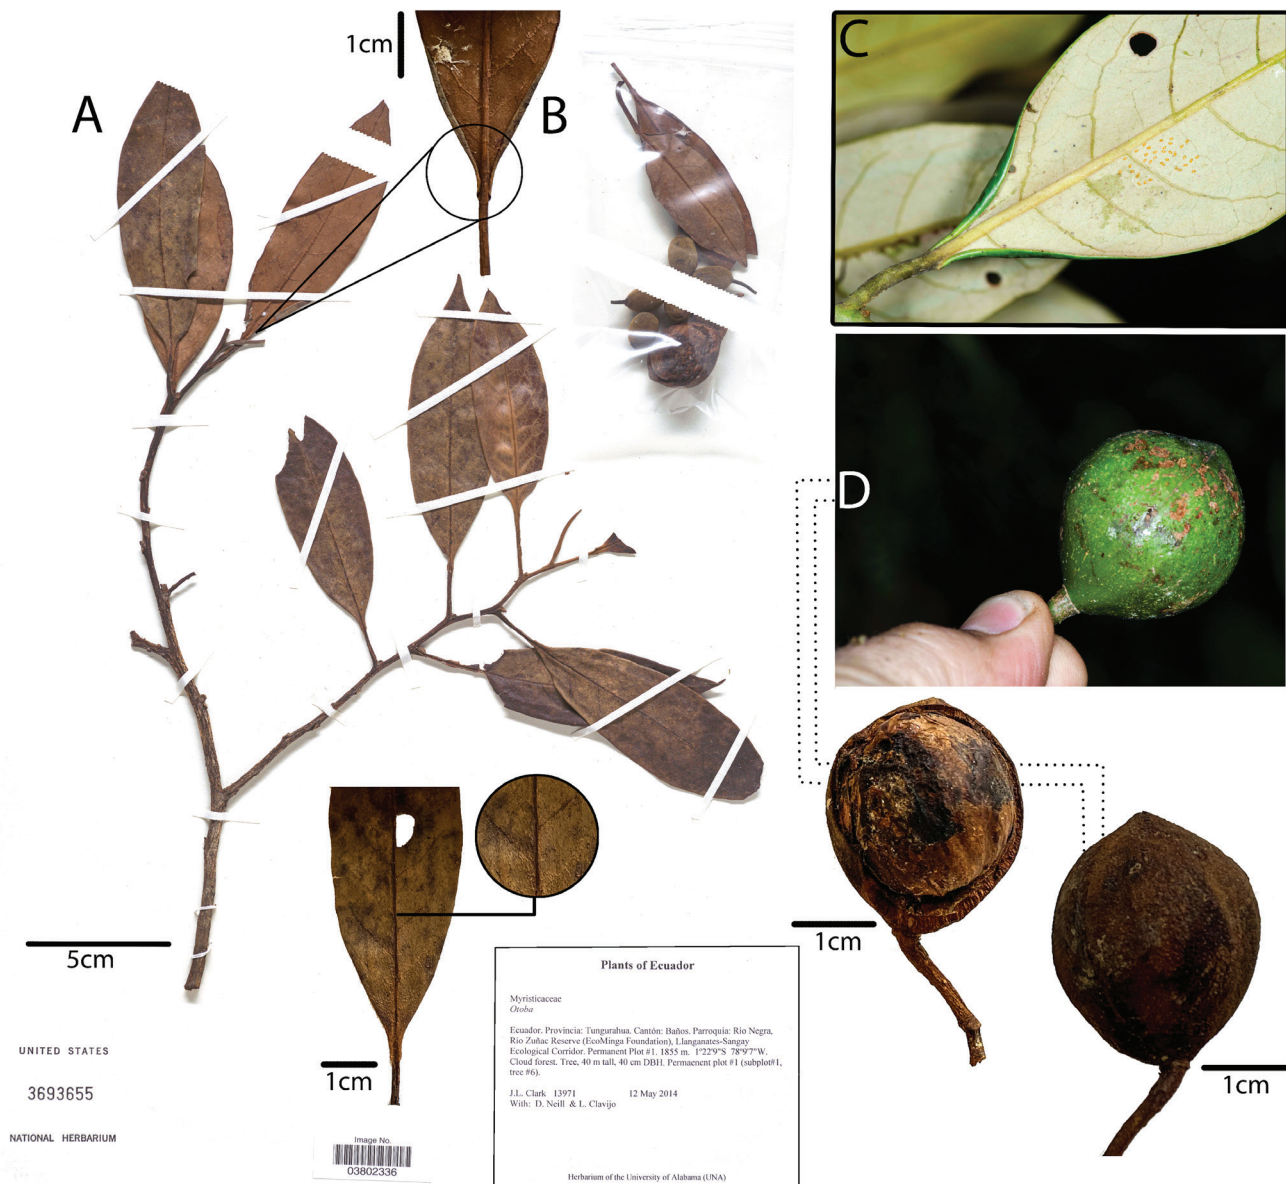 1cm
A
B
C
D
5cm
1cm
1cm
1cm
UNITED STATES
3693655
NATIONAL HERBARIUM
Image No.
03802336
Plants of Ecuador
Myristicaceae
Otoba
Ecuador. Provincia: Tungurahua. Cantón: Baños. Parroquia: Río Negra,
Río Zuñac Reserve (EcoMinga Foundation), Llanganates-Sangay
Ecological Corridor. Permanent Plot #1. 1855 m. 1°22'9"S 78°9'7"W.
Cloud forest. Tree, 40 m tall, 40 cm DBH. Permaenent plot #1 (subplot#1,
tree #6).
J.L. Clark 13971 12 May 2014
With: D. Neill & L. Clavijo
Herbarium of the University of Alabama (UNA)